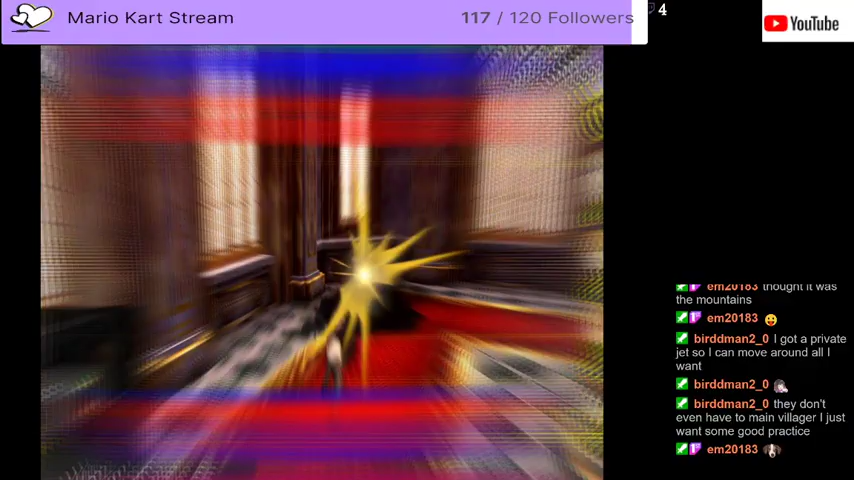 Mario Kart Stream
117 / 120 Followers
4
YouTube
em20183 thought it was
the mountains
em20183
birddman2_0 I got a private
jet so I can move around all I
want
birddman2_0
birddman2_0 they don't
even have to main villager I just
want some good practice
em20183